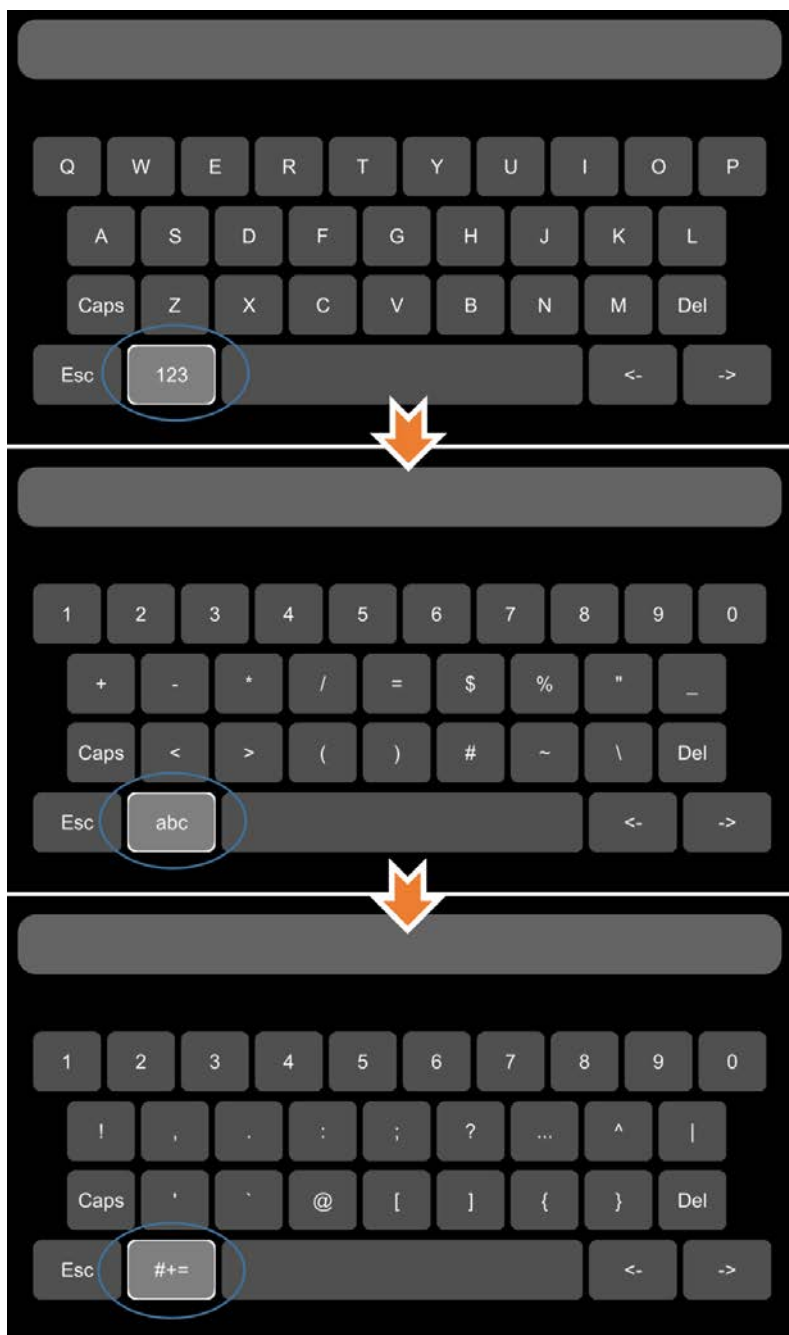 Q W E R T Y U I O P
A S D F G H J K L
Caps Z X C V B N M Del
Esc 123 <- ->
1 2 3 4 5 6 7 8 9 0
+ - * / = $ % " _
Caps < > ( ) # ~ \ Del
Esc abc <- ->
1 2 3 4 5 6 7 8 9 0
! , . : ; ? ... ^ |
Caps ' ` @ [ ] { } Del
Esc #+= <- ->